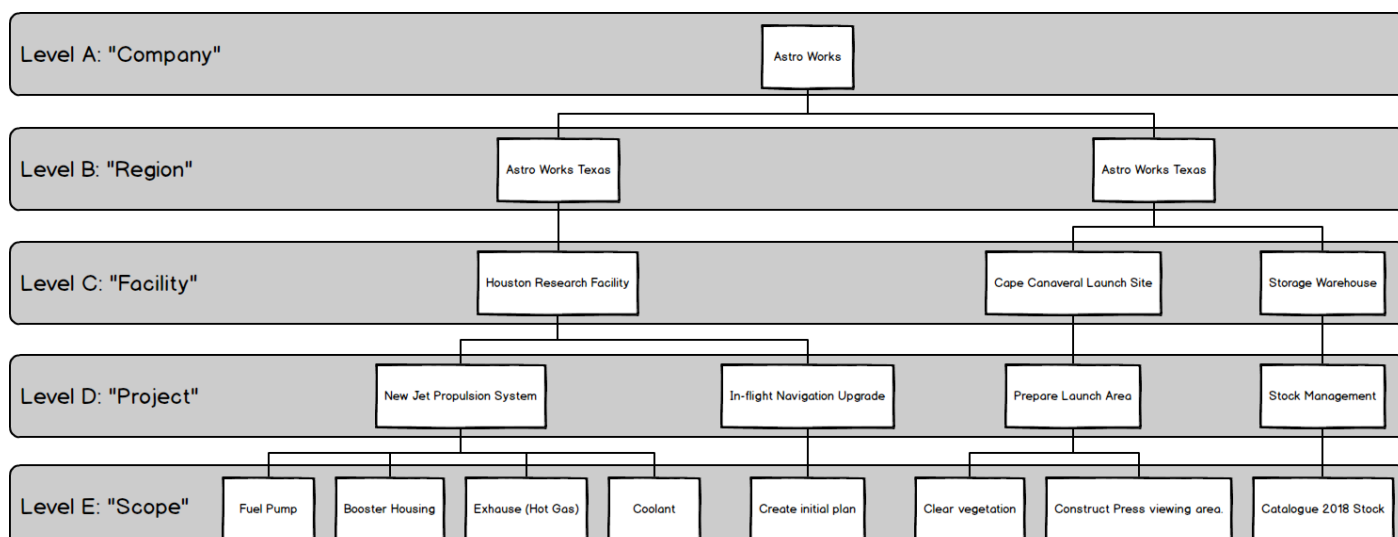 Level A: "Company"
Astro Works
Level B: "Region"
Astro Works Texas
Astro Works Texas
Level C: "Facility"
Houston Research Facility
Cape Canaveral Launch Site
Storage Warehouse
Level D: "Project"
New Jet Propulsion System
In-flight Navigation Upgrade
Prepare Launch Area
Stock Management
Level E: "Scope"
Fuel Pump
Booster Housing
Exhause (Hot Gas)
Coolant
Create initial plan
Clear vegetation
Construct Press viewing area.
Catalogue 2018 Stock